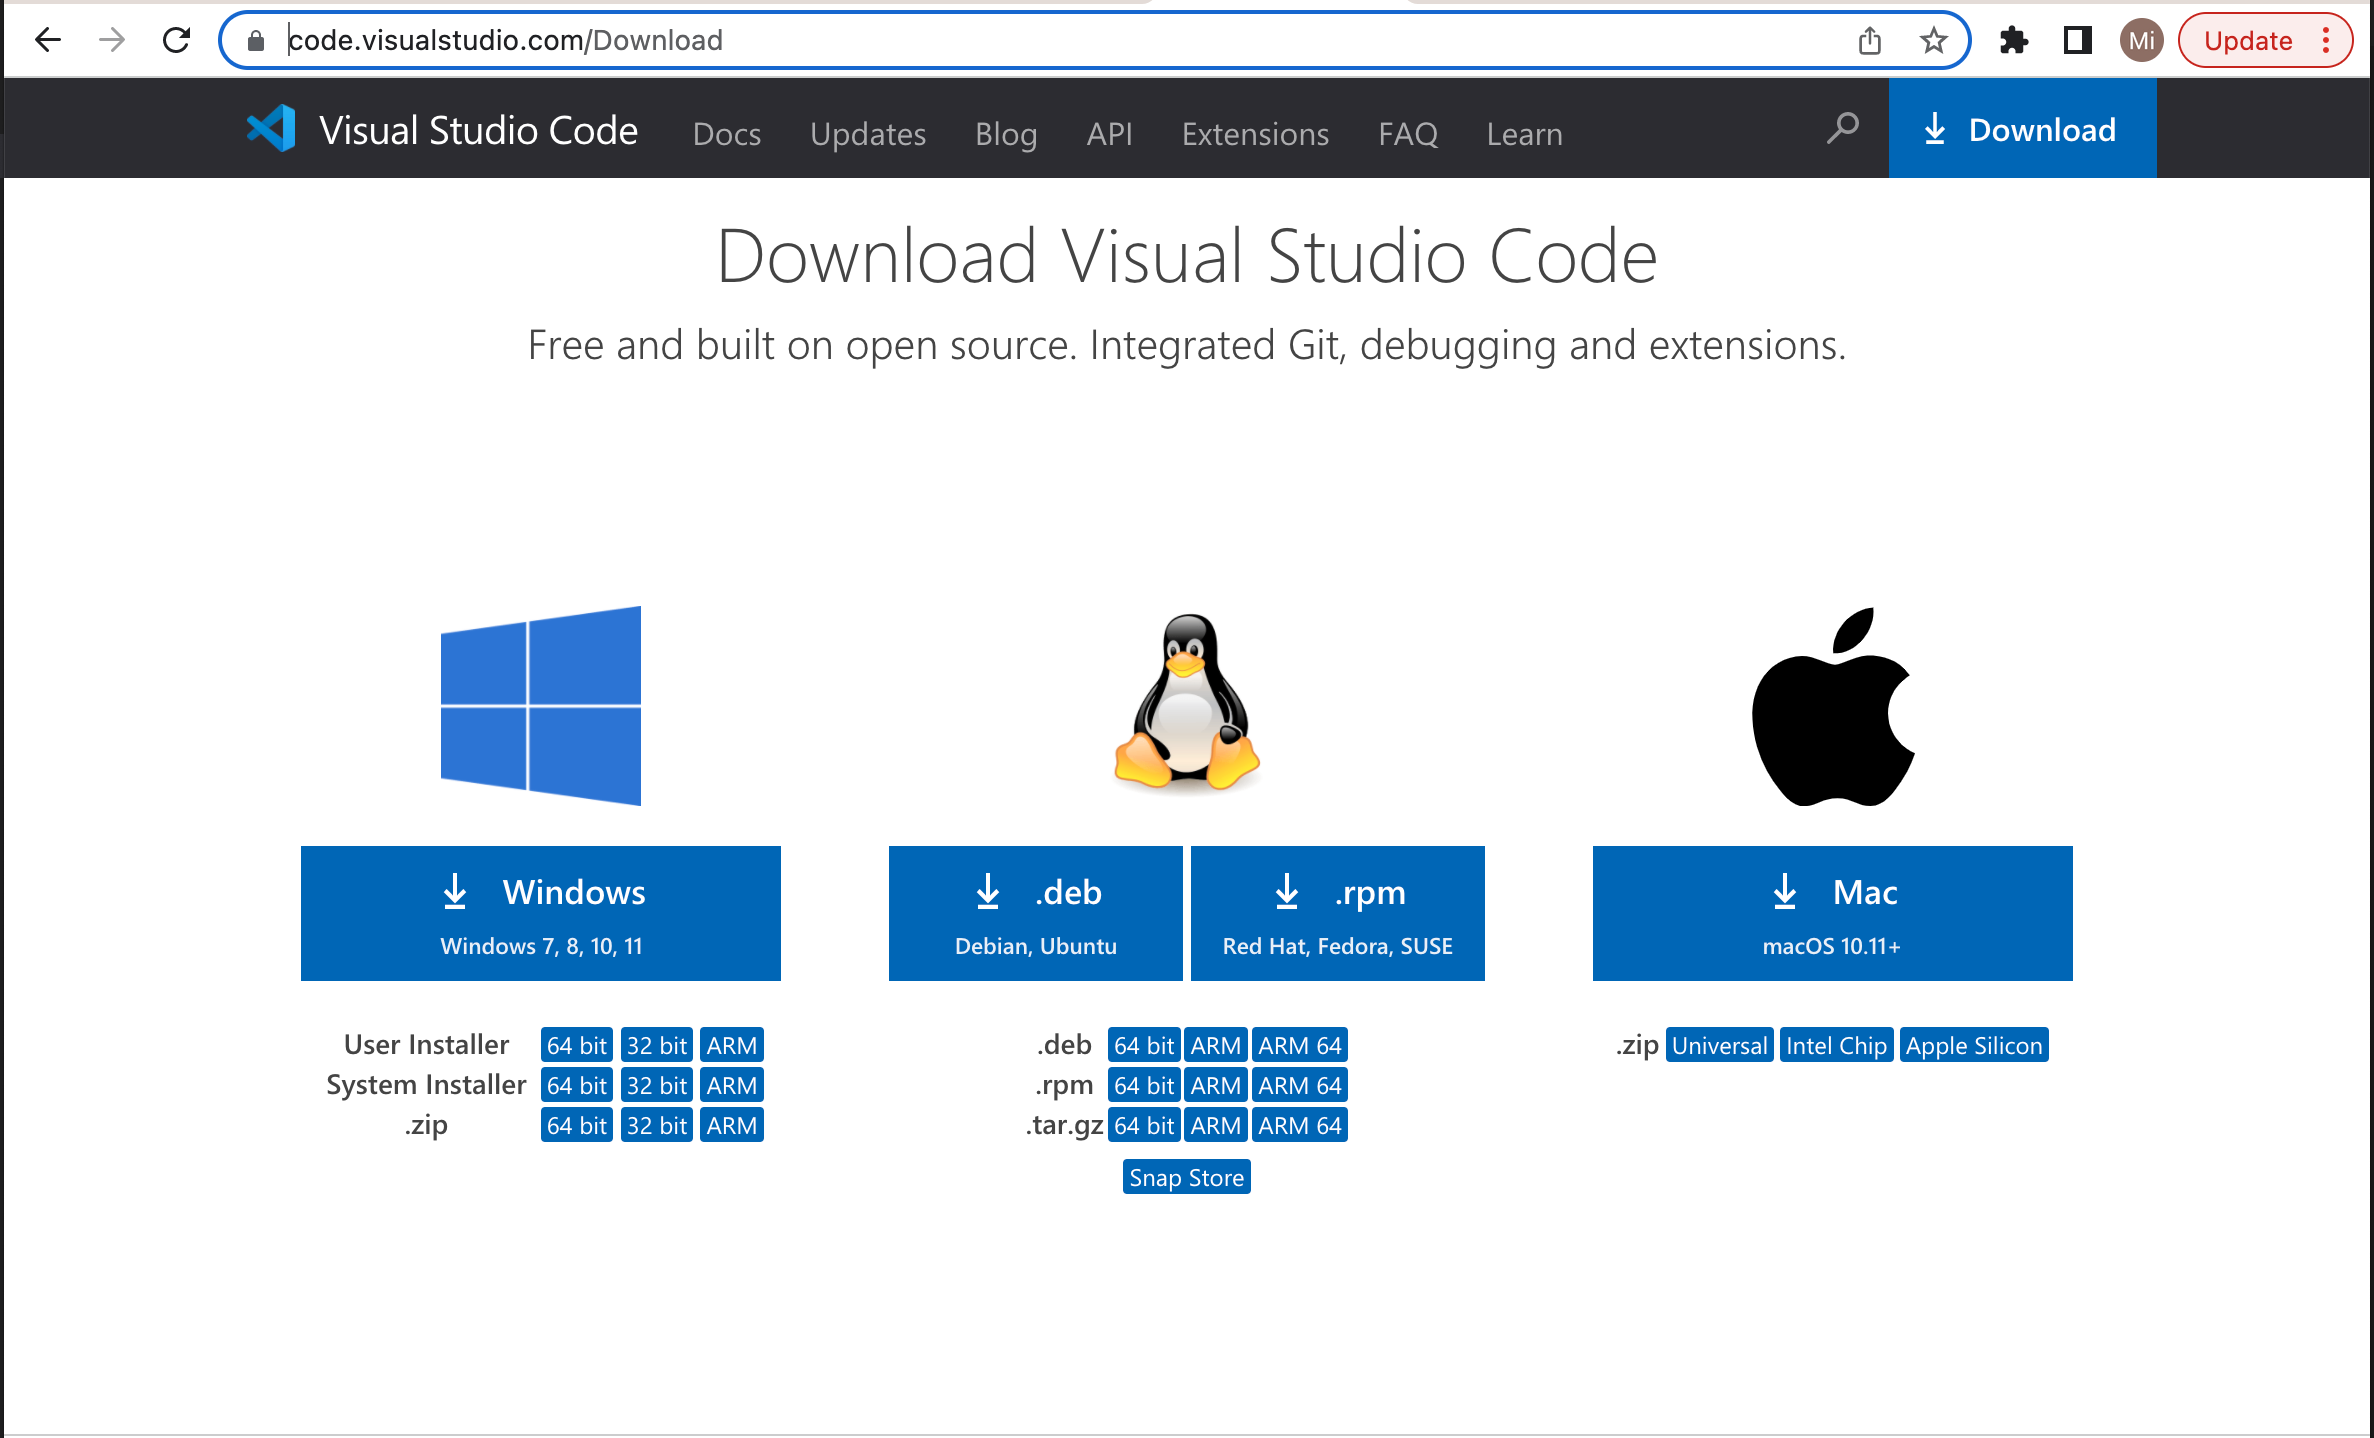 code.visualstudio.com/Download
Mi
Update
Visual Studio Code
Docs
Updates
Blog
API
Extensions
FAQ
Learn
Download
Download Visual Studio Code
Free and built on open source. Integrated Git, debugging and extensions.
Windows
Windows 7, 8, 10, 11
User Installer 64 bit 32 bit ARM
System Installer 64 bit 32 bit ARM
.zip 64 bit 32 bit ARM
.deb
Debian, Ubuntu
.rpm
Red Hat, Fedora, SUSE
.deb 64 bit ARM ARM 64
.rpm 64 bit ARM ARM 64
.tar.gz 64 bit ARM ARM 64
Snap Store
Mac
macOS 10.11+
.zip Universal Intel Chip Apple Silicon